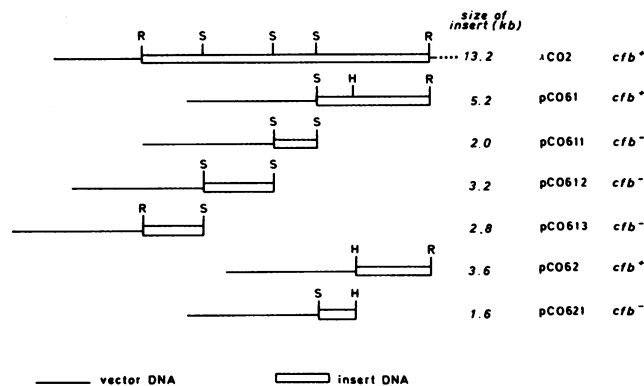 size of
insert (kb)
R S S S R
13.2 λCO2 cfb+
S H R
5.2 pCO61 cfb+
S S
2.0 pCO611 cfb-
S S
3.2 pCO612 cfb-
R S
2.8 pCO613 cfb-
H R
3.6 pCO62 cfb+
S H
1.6 pCO621 cfb-
vector DNA insert DNA